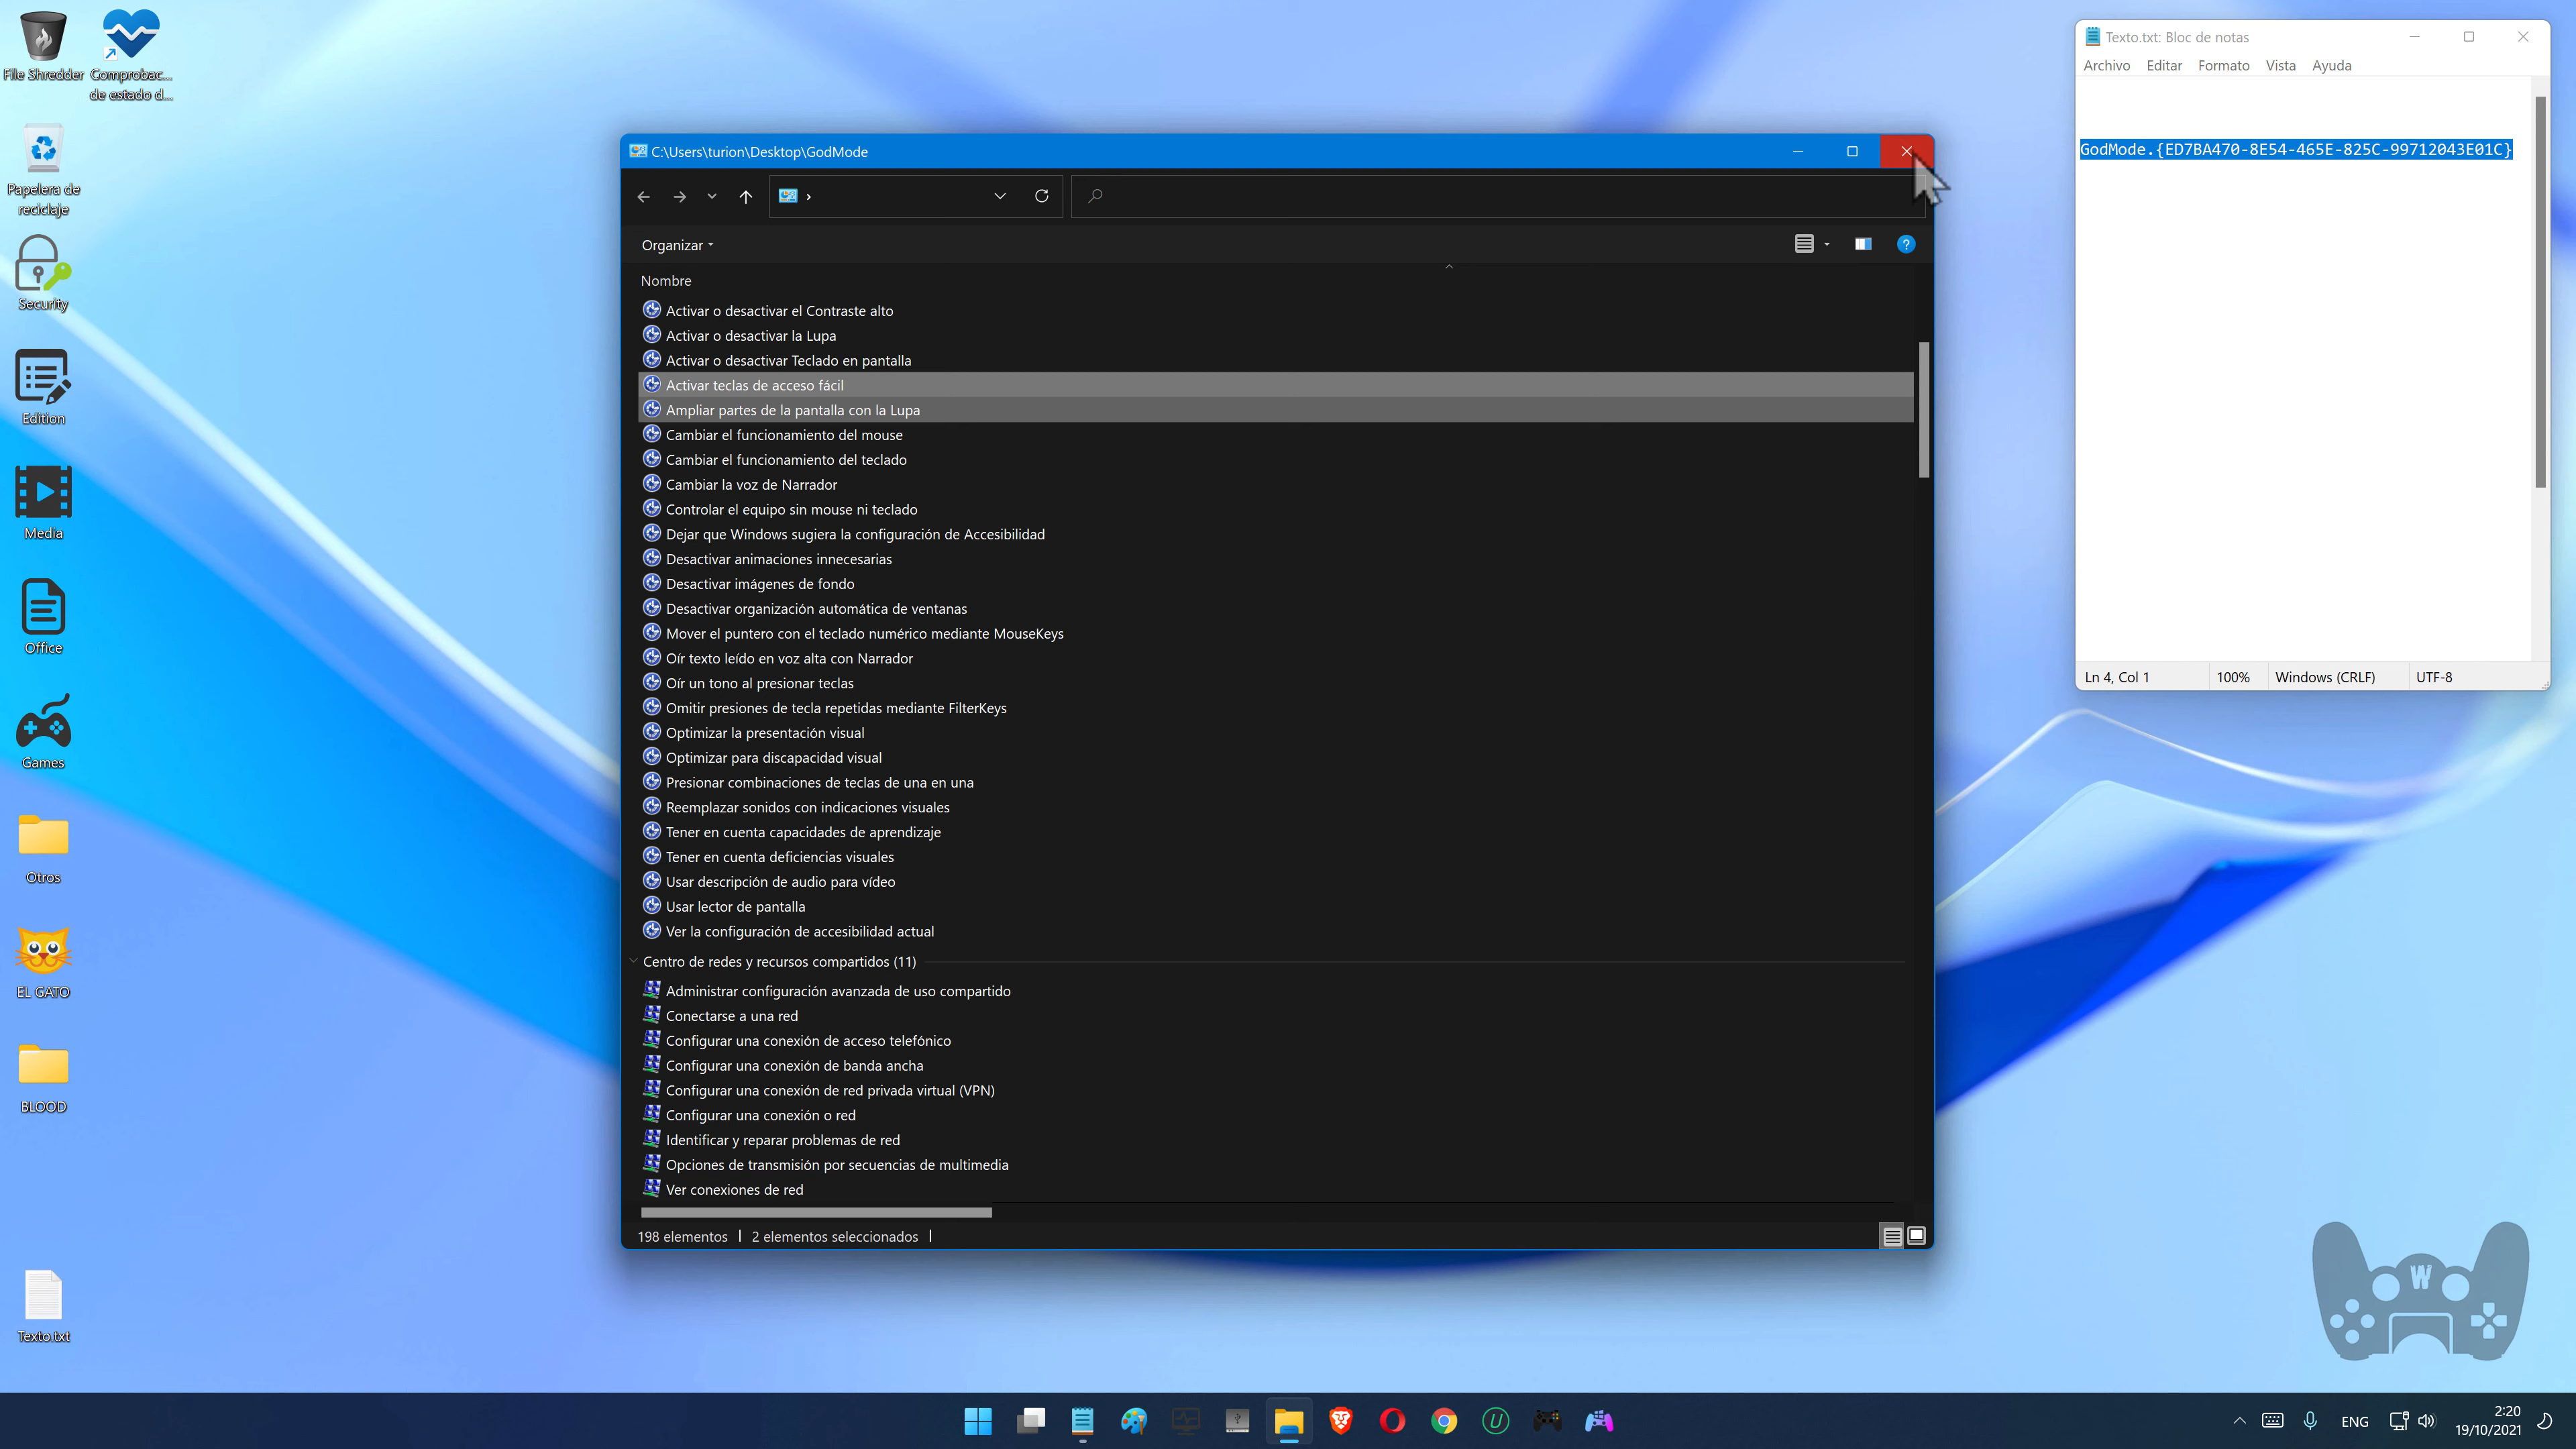 File Shredder
Comprobac...
de estado d...
Papelera de
reciclaje
Security
Edition
Media
Office
Games
Otros
EL GATO
BLOOD
Texto.txt
C:\Users\turion\Desktop\GodMode
Organizar
Nombre
Activar o desactivar el Contraste alto
Activar o desactivar la Lupa
Activar o desactivar Teclado en pantalla
Activar teclas de acceso fácil
Ampliar partes de la pantalla con la Lupa
Cambiar el funcionamiento del mouse
Cambiar el funcionamiento del teclado
Cambiar la voz de Narrador
Controlar el equipo sin mouse ni teclado
Dejar que Windows sugiera la configuración de Accesibilidad
Desactivar animaciones innecesarias
Desactivar imágenes de fondo
Desactivar organización automática de ventanas
Mover el puntero con el teclado numérico mediante MouseKeys
Oír texto leído en voz alta con Narrador
Oír un tono al presionar teclas
Omitir presiones de tecla repetidas mediante FilterKeys
Optimizar la presentación visual
Optimizar para discapacidad visual
Presionar combinaciones de teclas de una en una
Reemplazar sonidos con indicaciones visuales
Tener en cuenta capacidades de aprendizaje
Tener en cuenta deficiencias visuales
Usar descripción de audio para vídeo
Usar lector de pantalla
Ver la configuración de accesibilidad actual
Centro de redes y recursos compartidos (11)
Administrar configuración avanzada de uso compartido
Conectarse a una red
Configurar una conexión de acceso telefónico
Configurar una conexión de banda ancha
Configurar una conexión de red privada virtual (VPN)
Configurar una conexión o red
Identificar y reparar problemas de red
Opciones de transmisión por secuencias de multimedia
Ver conexiones de red
198 elementos
2 elementos seleccionados
Texto.txt: Bloc de notas
Archivo Editar Formato Vista Ayuda
GodMode.{ED7BA470-8E54-465E-825C-99712043E01C}
Ln 4, Col 1 100% Windows (CRLF) UTF-8
W
ENG
2:20
19/10/2021